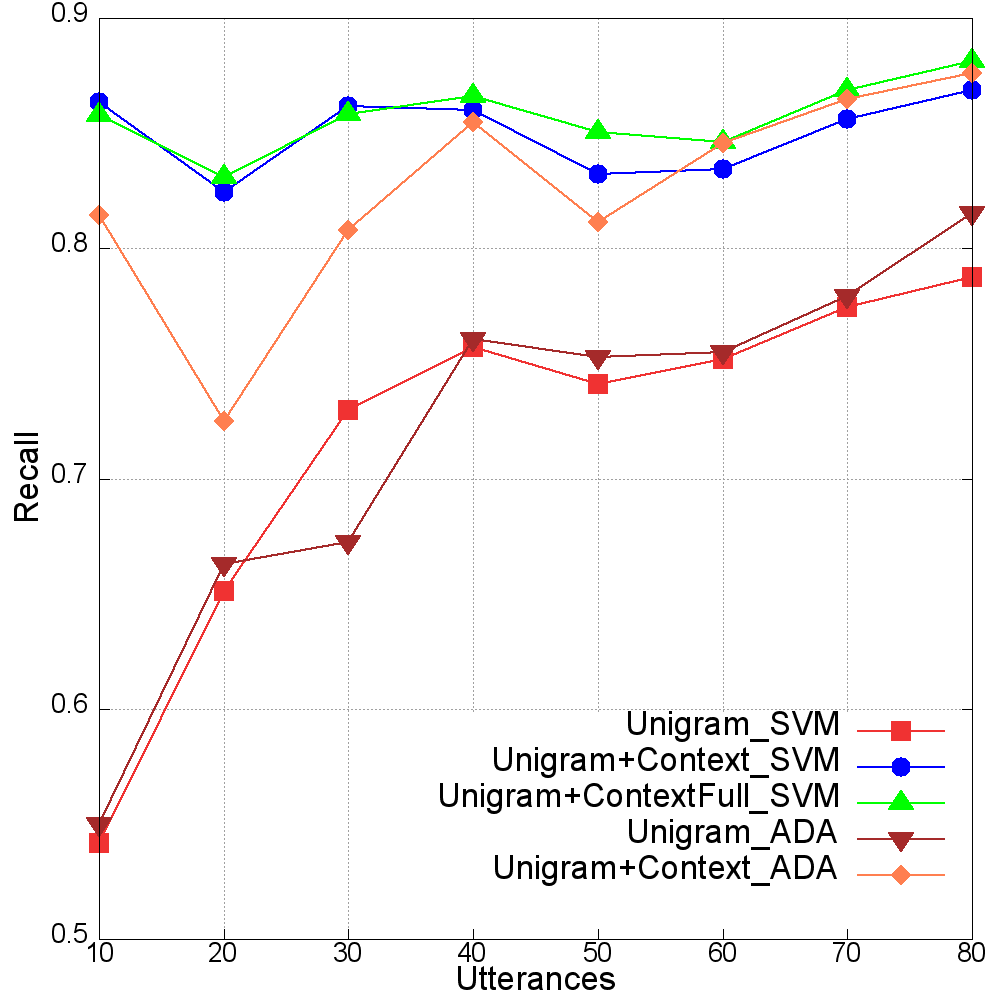 0.9
0.8
0.7
0.6
0.5
Recall
10 20 30 40 50 60 70 80
Utterances
Unigram_SVM
Unigram+Context_SVM
Unigram+ContextFull_SVM
Unigram_ADA
Unigram+Context_ADA